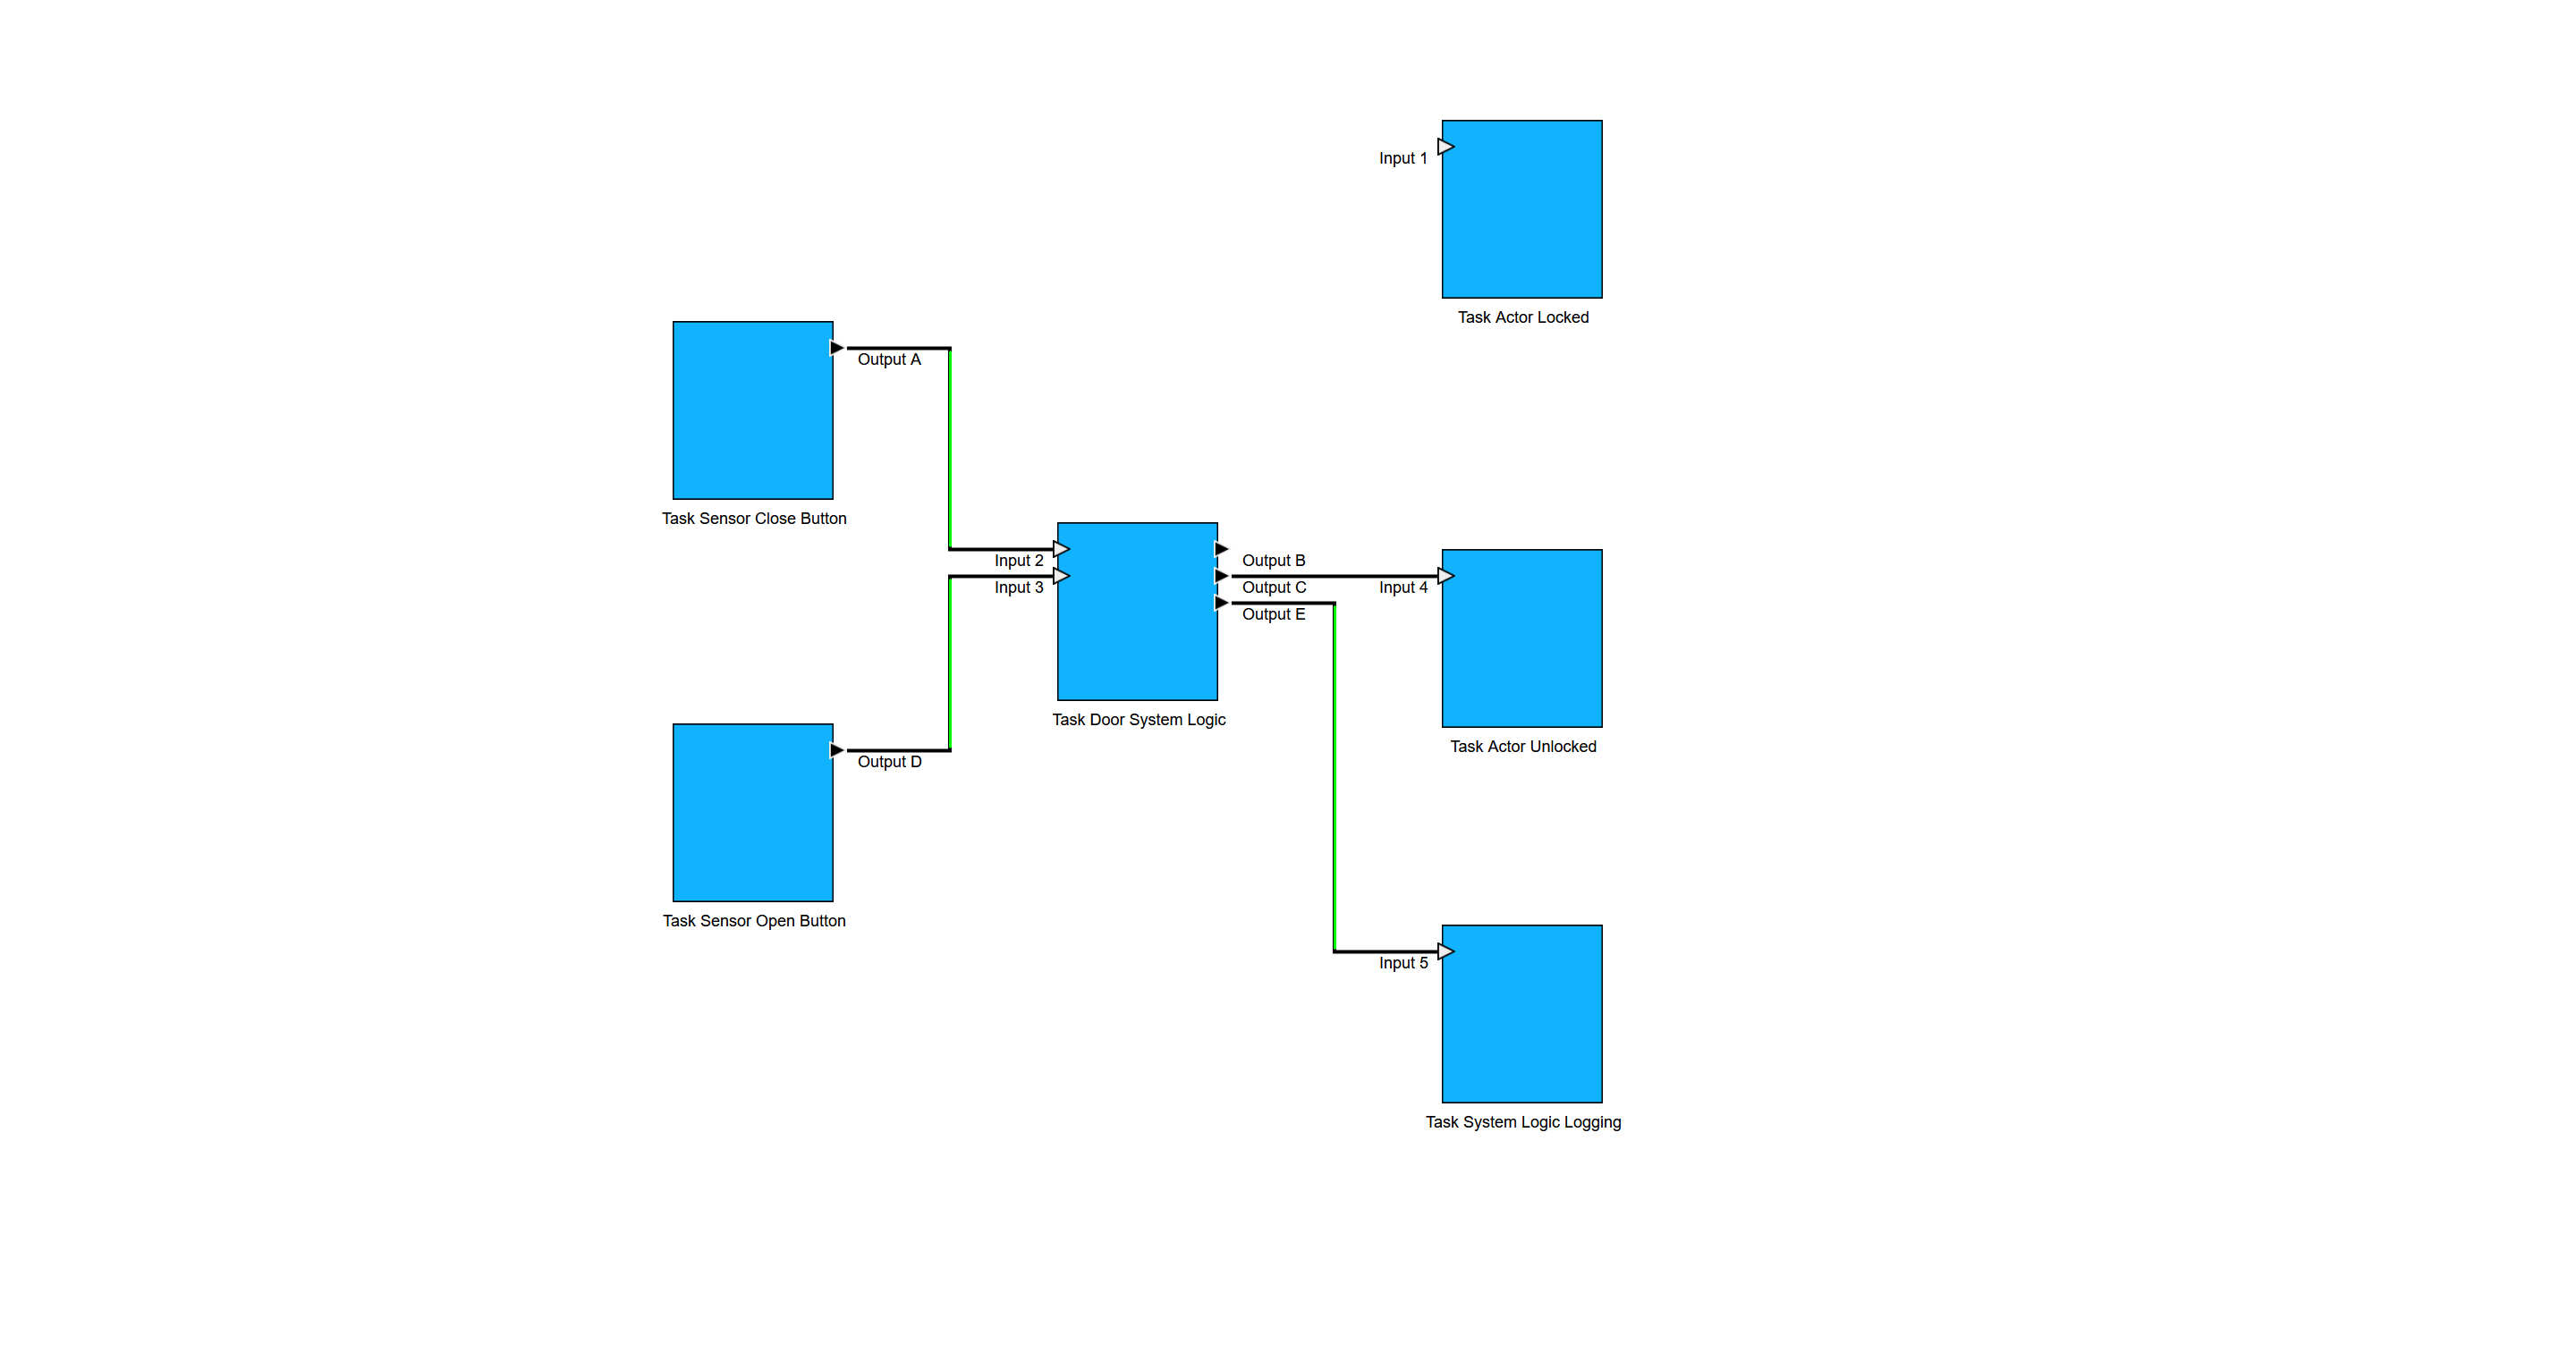 Input 1
Task Actor Locked
Output A
Task Sensor Close Button
Input 2
Input 3
Output B
Output C
Output E
Task Door System Logic
Input 4
Task Actor Unlocked
Output D
Task Sensor Open Button
Input 5
Task System Logic Logging